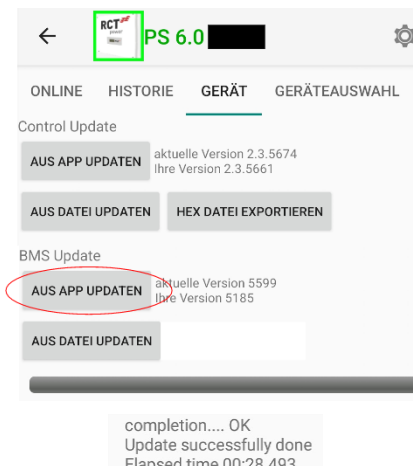 RCT
power
PS 6.0
ONLINE HISTORIE GERÄT GERÄTEAUSWAHL
Control Update
AUS APP UPDATEN
aktuelle Version 2.3.5674
Ihre Version 2.3.5661
AUS DATEI UPDATEN HEX DATEI EXPORTIEREN
BMS Update
AUS APP UPDATEN
aktuelle Version 5599
Ihre Version 5185
AUS DATEI UPDATEN
completion.... OK
Update successfully done
Elapsed time 00:28.493